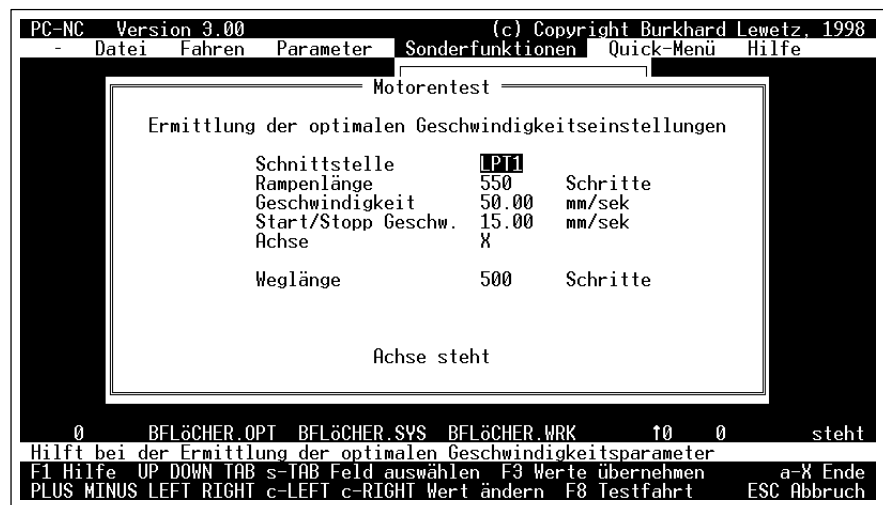 PC-NC Version 3.00 (c) Copyright Burkhard Lewetz, 1998
- Datei Fahren Parameter Sonderfunktionen Quick-Menü Hilfe
Motorentest
Ermittlung der optimalen Geschwindigkeitseinstellungen
Schnittstelle LPT1
Rampenlänge 550 Schritte
Geschwindigkeit 50.00 mm/sek
Start/Stopp Geschw. 15.00 mm/sek
Achse X
Weglänge 500 Schritte
Achse steht
0 BFLöCHER.OPT BFLöCHER.SYS BFLöCHER.WRK ↑0 0 steht
Hilft bei der Ermittlung der optimalen Geschwindigkeitsparameter
F1 Hilfe UP DOWN TAB s-TAB Feld auswählen F3 Werte übernehmen a-X Ende
PLUS MINUS LEFT RIGHT c-LEFT c-RIGHT Wert ändern F8 Testfahrt ESC Abbruch